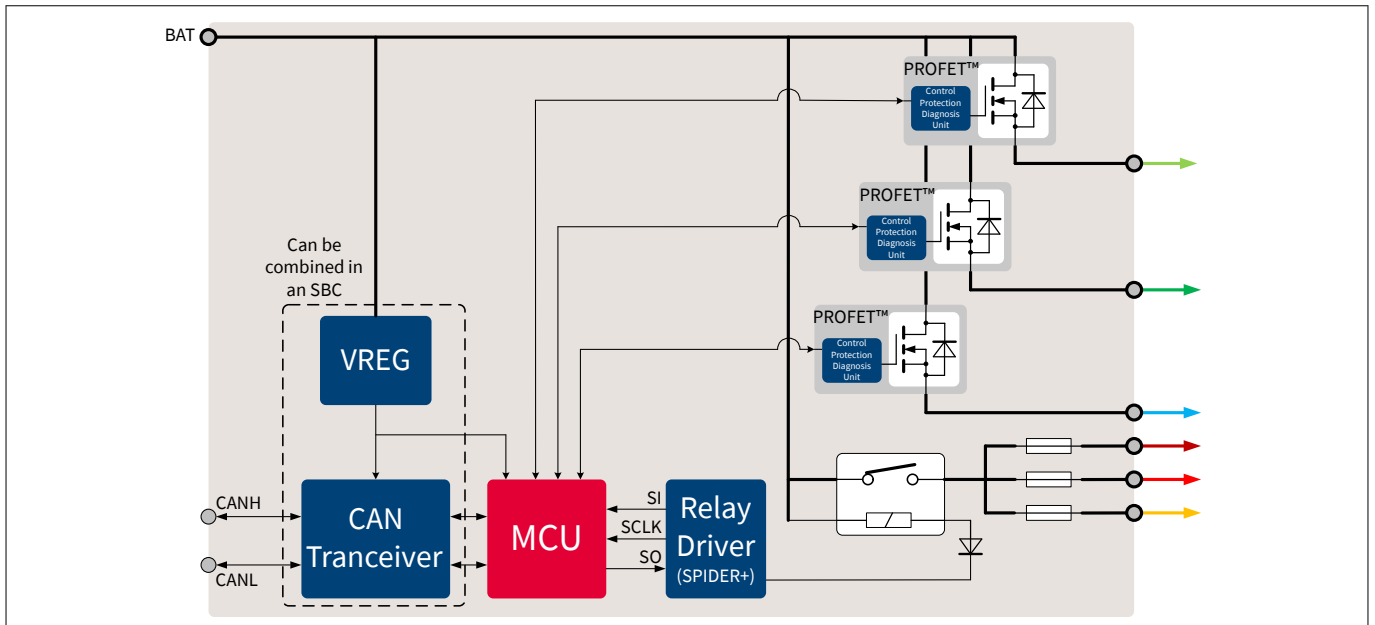 BAT
PROFET™
Control
Protection
Diagnosis
Unit
PROFET™
Control
Protection
Diagnosis
Unit
Can be
combined in
an SBC
PROFET™
Control
Protection
Diagnosis
Unit
VREG
CANH
CANL
CAN
Tranceiver
MCU
SI
SCLK
SO
Relay
Driver
(SPIDER+)